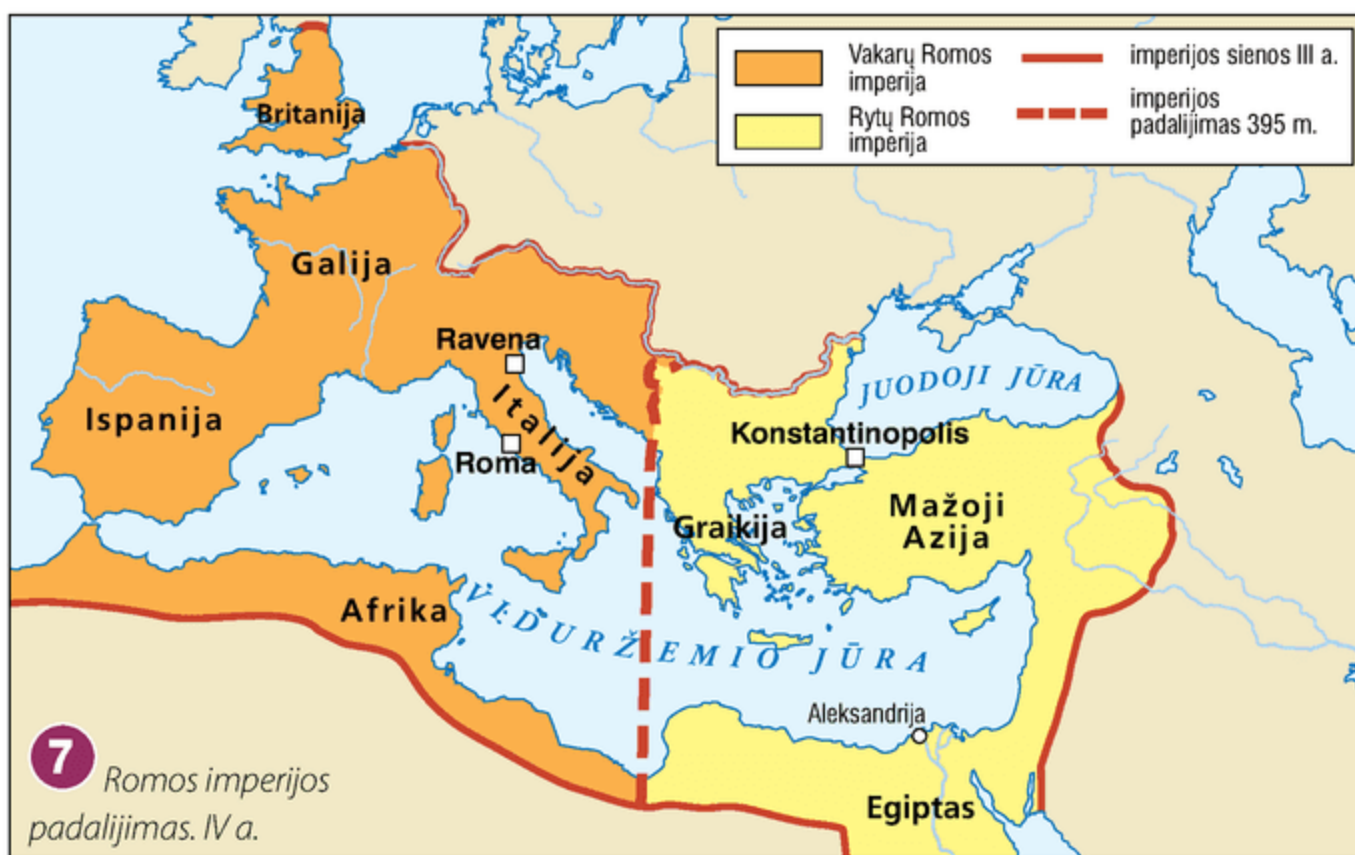 Vakarų Romos
imperija
Rytų Romos
imperija
imperijos sienos III a.
imperijos
padalijimas 395 m.
Britanija
Galija
Ravena
Italija
Ispanija
Roma
JUODOJI JŪRA
Konstantinopolis
Mažoji
Azija
Graikija
Afrika
VIDURŽEMIO JŪRA
Aleksandrija
Egiptas
7
Romos imperijos
padalijimas. IV a.